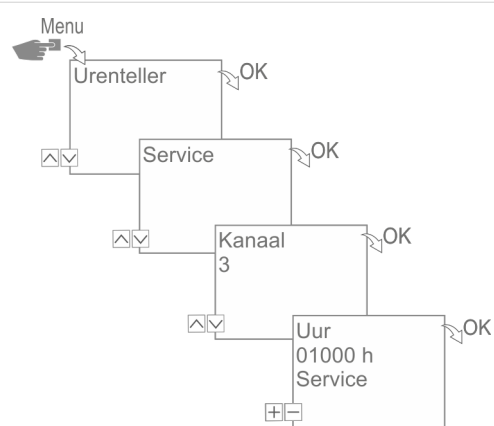 Menu
Urenteller
OK
Service
OK
Kanaal
3
OK
Uur
01000 h
Service
OK